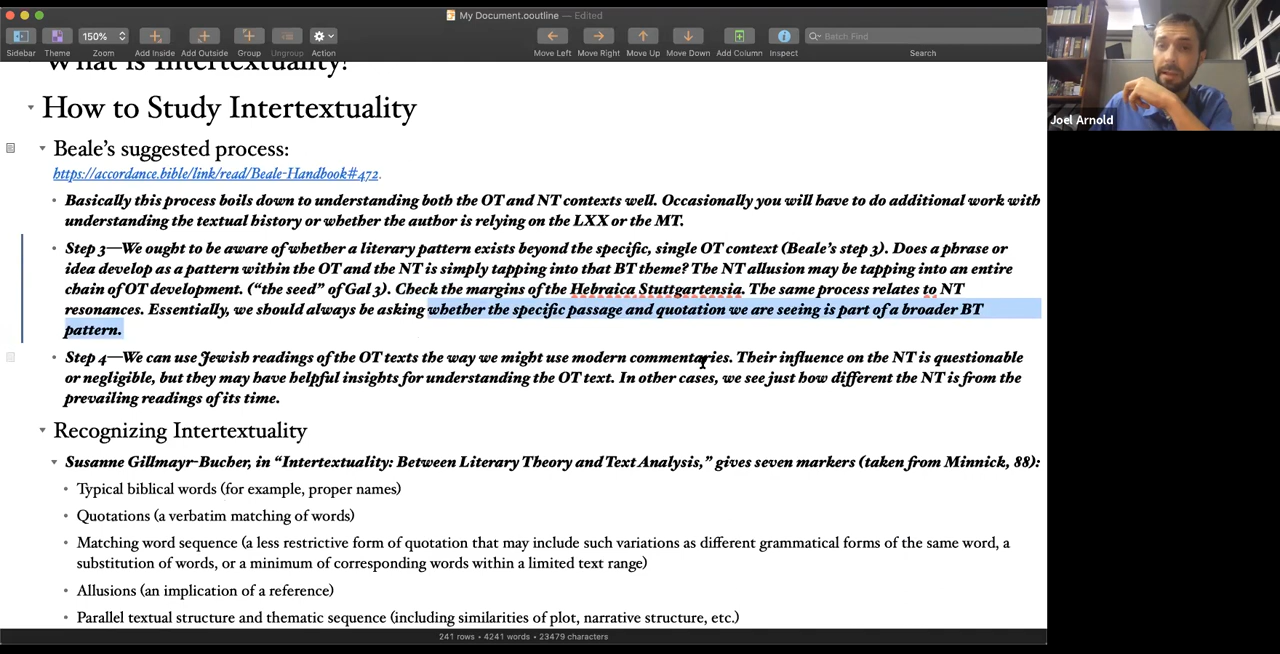 My Document.ooutline — Edited
150%
Batch Find
Sidebar Theme Zoom Add Inside Add Outside Group Ungroup Action Move Left Move Right Move Up Move Down Add Column Inspect Search
What is Intertextuality?
How to Study Intertextuality
Beale's suggested process:
https://accordance.bible/link/read/Beale-Handbook#472.
Basically this process boils down to understanding both the OT and NT contexts well. Occasionally you will have to do additional work with
understanding the textual history or whether the author is relying on the LXX or the MT.
Step 3—We ought to be aware of whether a literary pattern exists beyond the specific, single OT context (Beale's step 3). Does a phrase or
idea develop as a pattern within the OT and the NT is simply tapping into that BT theme? The NT allusion may be tapping into an entire
chain of OT development. ("the seed" of Gal 3). Check the margins of the Hebraica Stuttgartensia. The same process relates to NT
resonances. Essentially, we should always be asking whether the specific passage and quotation we are seeing is part of a broader BT
pattern.
Step 4—We can use Jewish readings of the OT texts the way we might use modern commentaries. Their influence on the NT is questionable
or negligible, but they may have helpful insights for understanding the OT text. In other cases, we see just how different the NT is from the
prevailing readings of its time.
Recognizing Intertextuality
Susanne Gillmayr-Bucher, in "Intertextuality: Between Literary Theory and Text Analysis," gives seven markers (taken from Minnick, 88):
Typical biblical words (for example, proper names)
Quotations (a verbatim matching of words)
Matching word sequence (a less restrictive form of quotation that may include such variations as different grammatical forms of the same word, a
substitution of words, or a minimum of corresponding words within a limited text range)
Allusions (an implication of a reference)
Parallel textual structure and thematic sequence (including similarities of plot, narrative structure, etc.)
241 rows • 4241 words • 23479 characters
Joel Arnold